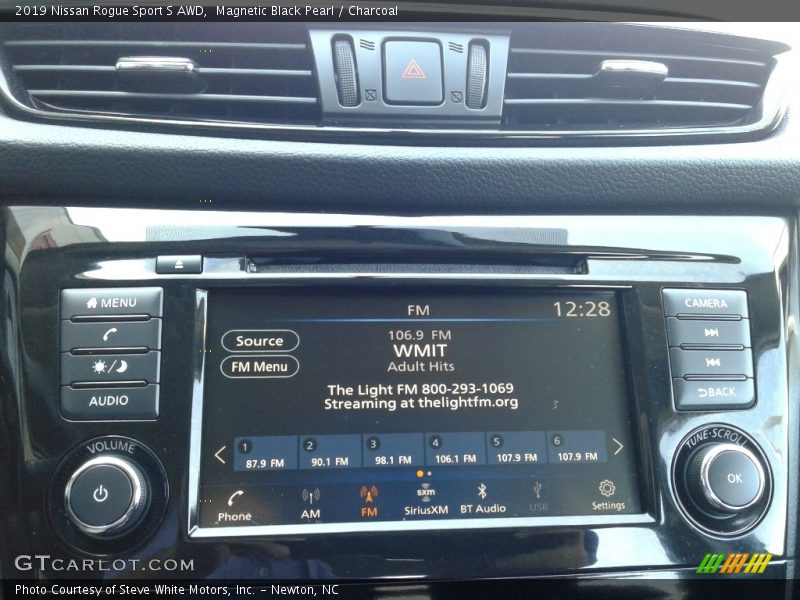 2019 Nissan Rogue Sport S AWD,  Magnetic Black Pearl / Charcoal
MENU
AUDIO
VOLUME
FM
12:28
Source
FM Menu
106.9 FM
WMIT
Adult Hits
The Light FM 800-293-1069
Streaming at thelightfm.org
1
87.9 FM
2
90.1 FM
3
98.1 FM
4
106.1 FM
5
107.9 FM
6
107.9 FM
Phone
AM
FM
sxm
SiriusXM
BT Audio
USB
Settings
CAMERA
BACK
TUNE·SCROLL
OK
GTCARLOT.COM
Photo Courtesy of Steve White Motors, Inc. – Newton, NC